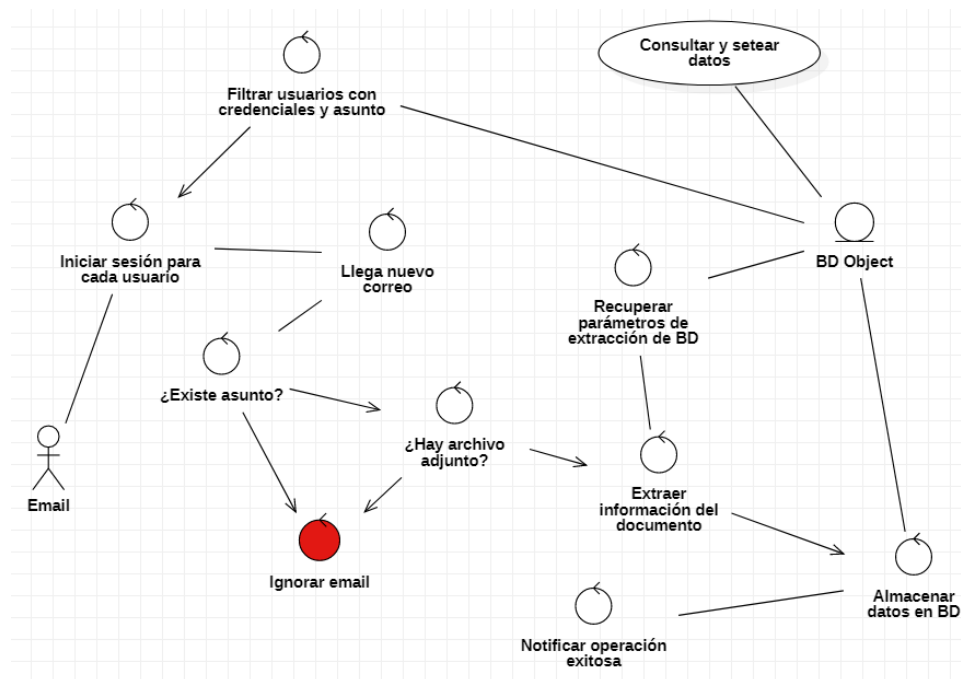 Consultar y setear
datos
Filtrar usuarios con
credenciales y asunto
Iniciar sesión para
cada usuario
Llega nuevo
correo
BD Object
Recuperar
parámetros de
extracción de BD
¿Existe asunto?
¿Hay archivo
adjunto?
Email
Extraer
información del
documento
Ignorar email
Almacenar
datos en BD
Notificar operación
exitosa